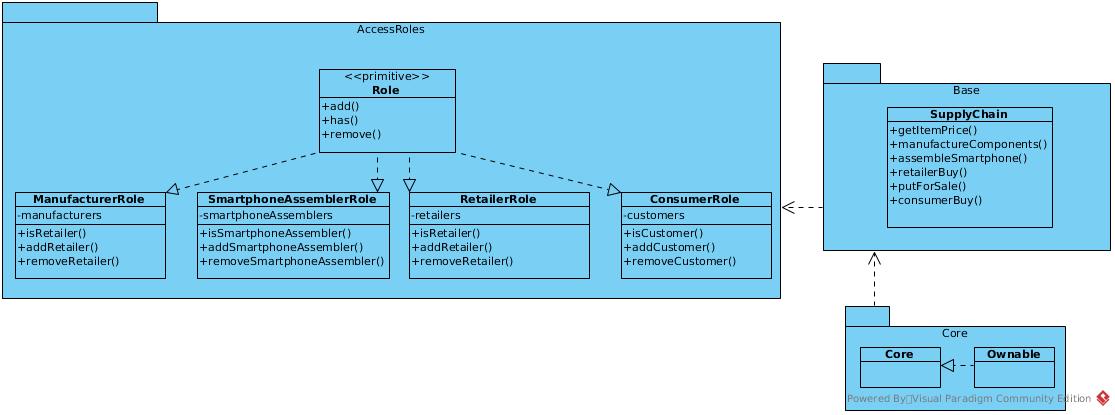 AccessRoles
<<primitive>>
Role
+add()
+has()
+remove()
ManufacturerRole
-manufacturers
+isRetailer()
+addRetailer()
+removeRetailer()
SmartphoneAssemblerRole
-smartphoneAssemblers
+isSmartphoneAssembler()
+addSmartphoneAssembler()
+removeSmartphoneAssembler()
RetailerRole
-retailers
+isRetailer()
+addRetailer()
+removeRetailer()
ConsumerRole
-customers
+isCustomer()
+addCustomer()
+removeCustomer()
Base
SupplyChain
+getItemPrice()
+manufactureComponents()
+assembleSmartphone()
+retailerBuy()
+putForSale()
+consumerBuy()
Core
Core
Ownable
Powered By Visual Paradigm Community Edition